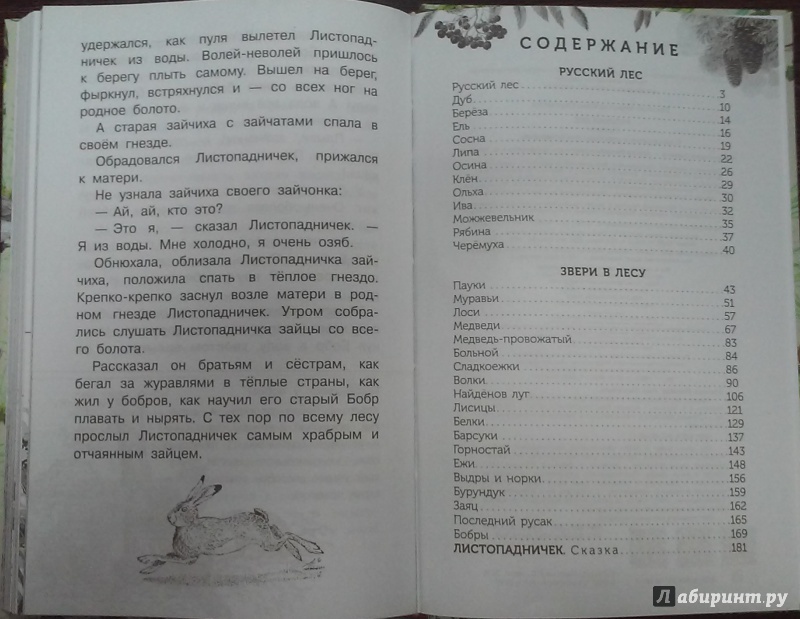 удержался, как пуля вылетел Листопад-
ничек из воды. Волей-неволей пришлось
к берегу плыть самому. Вышел на берег,
фыркнул, встряхнулся и — со всех ног на
родное болото.
А старая зайчиха с зайчатами спала в
своём гнезде.
Обрадовался Листопадничек, прижался
к матери.
Не узнала зайчиха своего зайчонка:
— Ай, ай, кто это?
— Это я, — сказал Листопадничек. —
Я из воды. Мне холодно, я очень озяб.
Обнюхала, облизала Листопадничка зай-
чиха, положила спать в тёплое гнездо.
Крепко-крепко заснул возле матери в род-
ном гнезде Листопадничек. Утром собра-
лись слушать Листопадничка зайцы со все-
го болота.
Рассказал он братьям и сёстрам, как
бегал за журавлями в тёплые страны, как
жил у бобров, как научил его старый Бобр
плавать и нырять. С тех пор по всему лесу
прослыл Листопадничек самым храбрым и
отчаянным зайцем.
СОДЕРЖАНИЕ
РУССКИЙ ЛЕС
Русский лес 3
Дуб 10
Берёза 14
Ель 16
Сосна 19
Липа 22
Осина 26
Клён 29
Ольха 30
Ива 32
Можжевельник 35
Рябина 37
Черёмуха 40
ЗВЕРИ В ЛЕСУ
Пауки 43
Муравьи 51
Лоси 57
Медведи 67
Медведь-провожатый 83
Больной 84
Сладкоежки 86
Волки 90
Найдёнов луг 106
Лисицы 121
Белки 129
Барсуки 137
Горностай 143
Ежи 148
Выдры и норки 156
Бурундук 159
Заяц 162
Последний русак 165
Бобры 169
ЛИСТОПАДНИЧЕК. Сказка 181
Лабиринт.ру